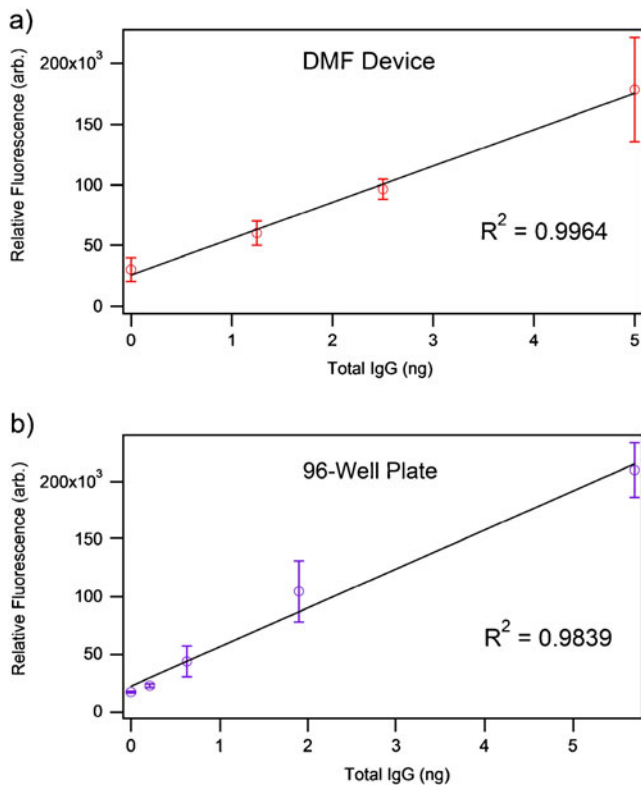 a)
DMF Device
200x10³
150
100
50
0
Relative Fluorescence (arb.)
R² = 0.9964
0 1 2 3 4 5
Total IgG (ng)
b)
96-Well Plate
200x10³
150
100
50
0
Relative Fluorescence (arb.)
R² = 0.9839
0 1 2 3 4 5
Total IgG (ng)